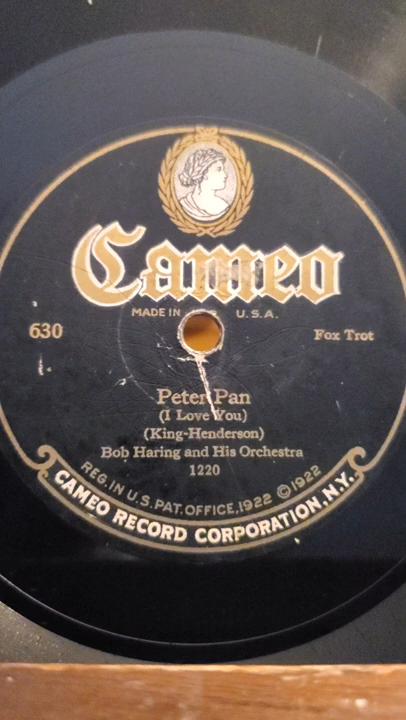 Cameo
MADE IN U.S.A.
630
Fox Trot
Peter Pan
(I Love You)
(King-Henderson)
Bob Haring and His Orchestra
1220
REG. IN U.S. PAT. OFFICE, 1922 © 1922
CAMEO RECORD CORPORATION, N.Y.